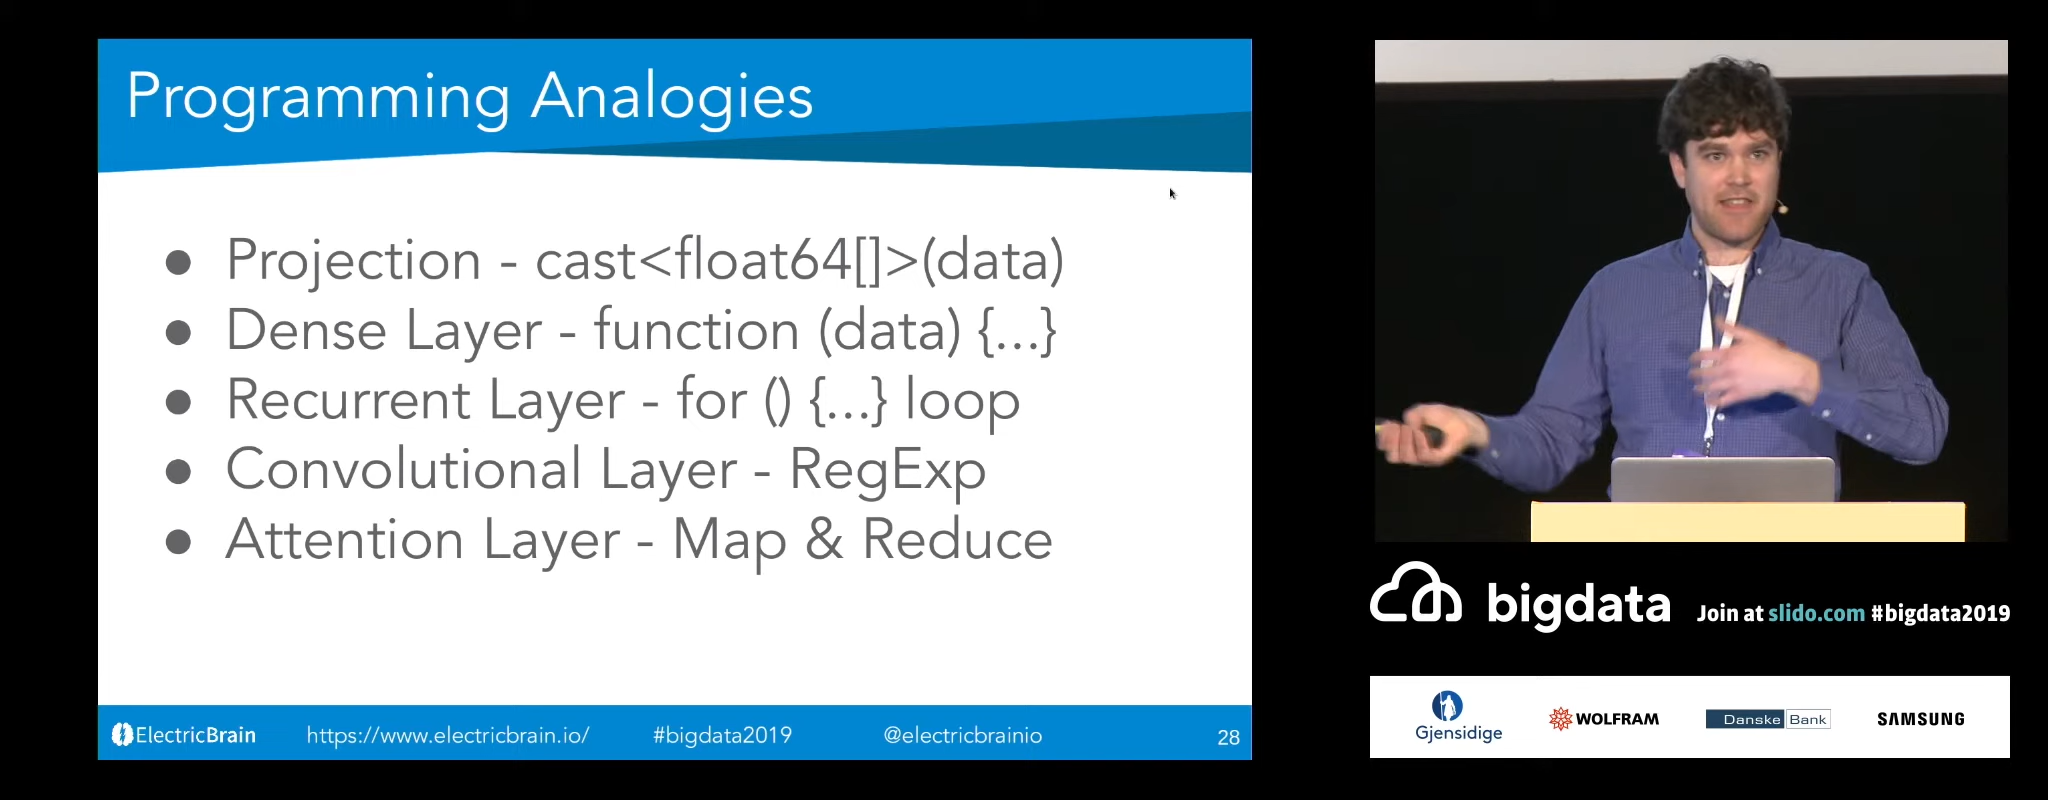 Programming Analogies
● Projection - cast<float64[]>(data)
● Dense Layer - function (data) {...}
● Recurrent Layer - for () {...} loop
● Convolutional Layer - RegExp
● Attention Layer - Map & Reduce
ElectricBrain https://www.electricbrain.io/ #bigdata2019 @electricbrainio 28
bigdata Join at slido.com #bigdata2019
Gjensidige WOLFRAM Danske Bank SAMSUNG